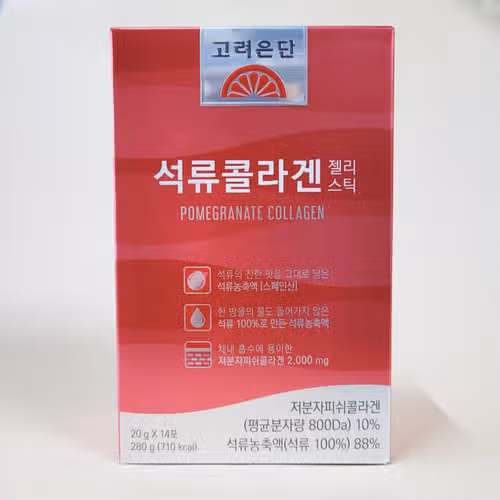 고려은단
석류콜라겐 젤리
스틱
POMEGRANATE COLLAGEN
석류의 진한 맛을 그대로 담은
석류농축액 [스페인산]
한 방울의 물도 들어가지 않은
석류 100%로 만든 석류농축액
체내 흡수에 용이한
저분자피쉬콜라겐 2,000 mg
저분자피쉬콜라겐
(평균분자량 800Da) 10%
석류농축액(석류 100%) 88%
20 g X 14포
280 g (710 kcal)